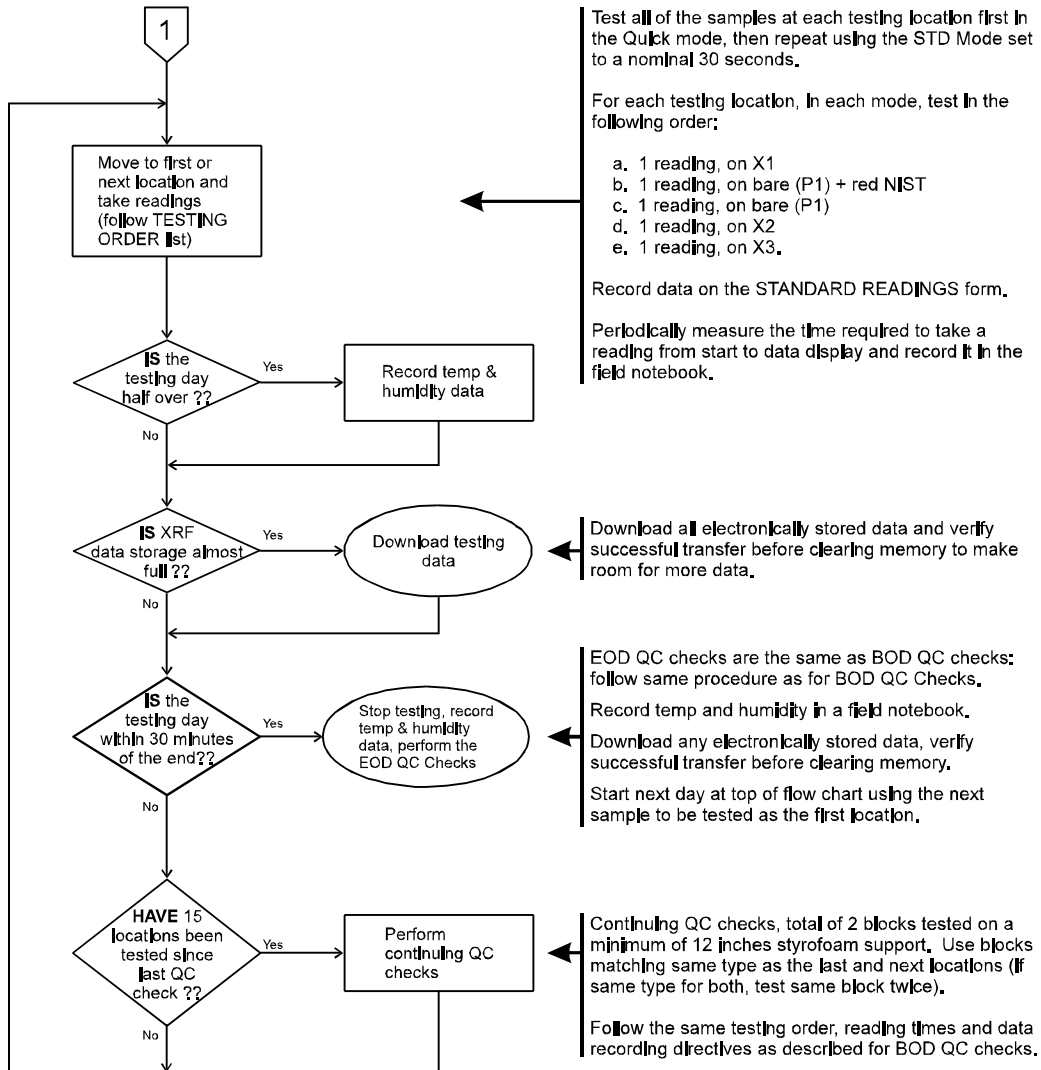 1
Test all of the samples at each testing location first in
the Quick mode, then repeat using the STD Mode set
to a nominal 30 seconds.
For each testing location, in each mode, test in the
following order:
a. 1 reading, on X1
b. 1 reading, on bare (P1) + red NIST
c. 1 reading, on bare (P1)
d. 1 reading, on X2
e. 1 reading, on X3.
Record data on the STANDARD READINGS form.
Periodically measure the time required to take a
reading from start to data display and record it in the
field notebook.
Move to first or
next location and
take readings
(follow TESTING
ORDER list)
IS the
testing day
half over ??
Yes
No
Record temp &
humidity data
IS XRF
data storage almost
full ??
Yes
No
Download testing
data
Download all electronically stored data and verify
successful transfer before clearing memory to make
room for more data.
IS the
testing day
within 30 minutes
of the end??
Yes
No
Stop testing, record
temp & humidity
data, perform the
EOD QC Checks
EOD QC checks are the same as BOD QC checks:
follow same procedure as for BOD QC Checks.
Record temp and humidity in a field notebook.
Download any electronically stored data, verify
successful transfer before clearing memory.
Start next day at top of flow chart using the next
sample to be tested as the first location.
HAVE 15
locations been
tested since
last QC
check ??
Yes
No
Perform
continuing QC
checks
Continuing QC checks, total of 2 blocks tested on a
minimum of 12 inches styrofoam support. Use blocks
matching same type as the last and next locations (if
same type for both, test same block twice).
Follow the same testing order, reading times and data
recording directives as described for BOD QC checks.